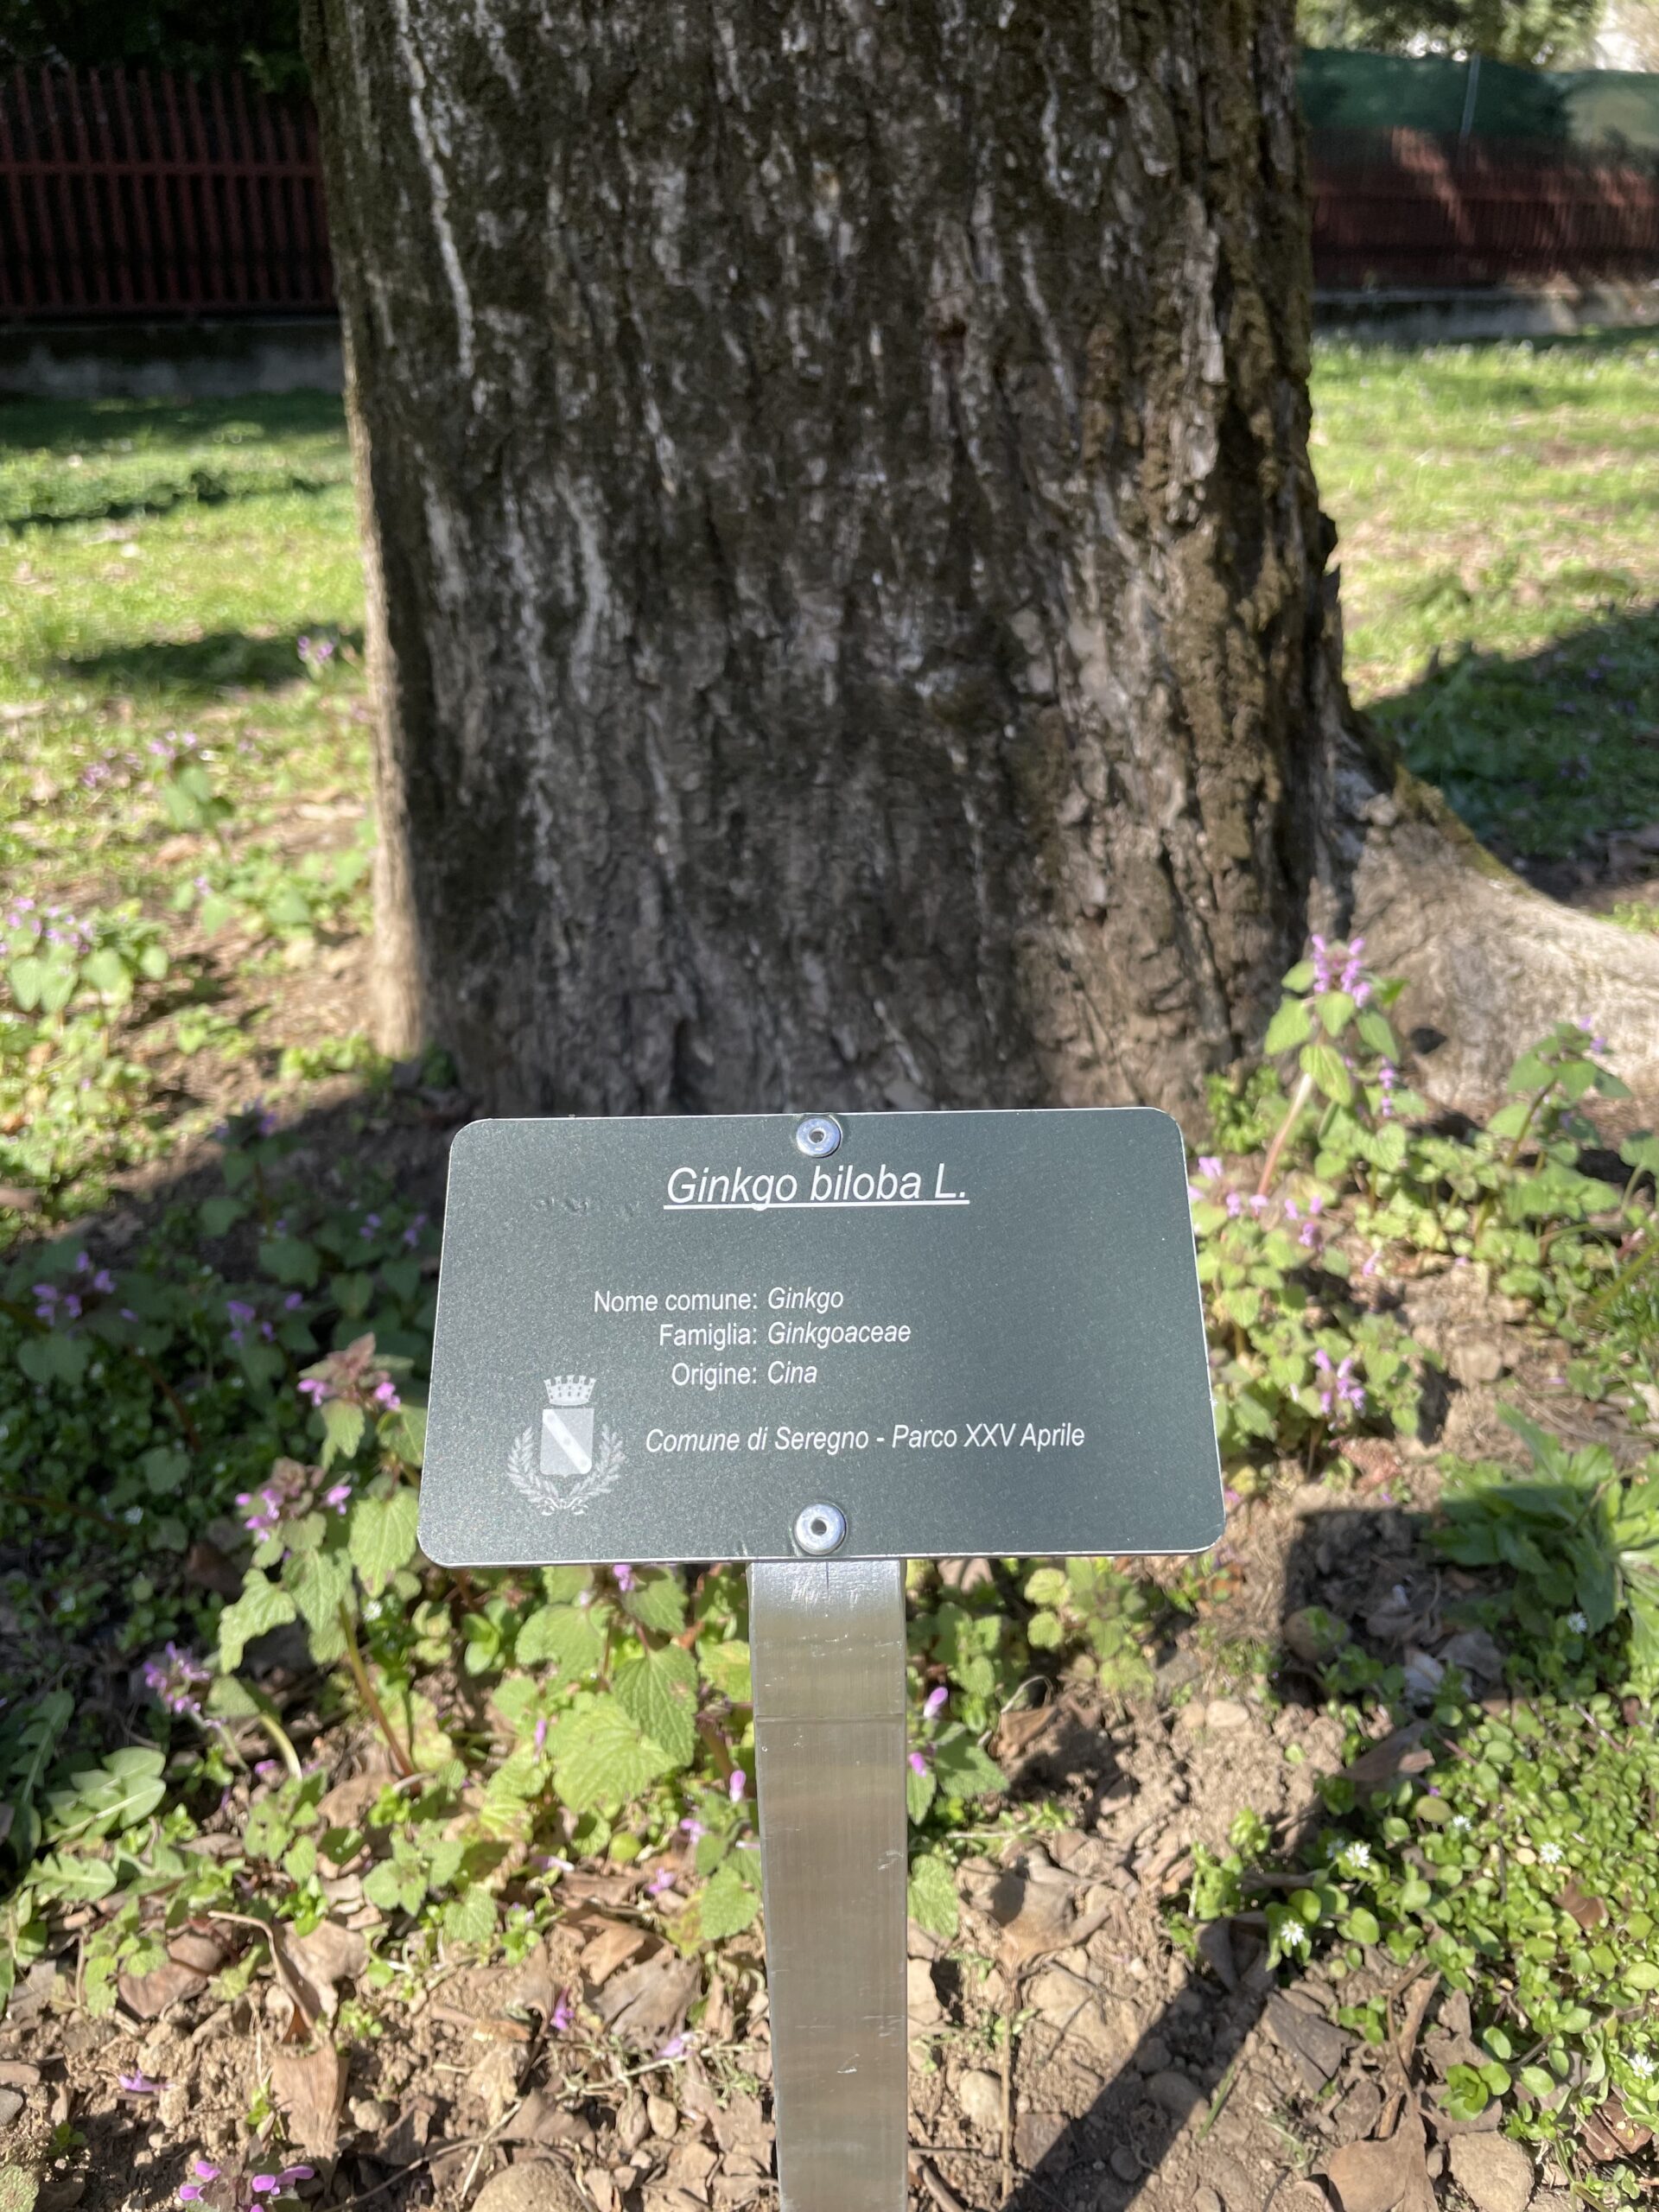 Ginkgo biloba L.
Nome comune: Ginkgo
Famiglia: Ginkgoaceae
Origine: Cina
Comune di Seregno - Parco XXV Aprile